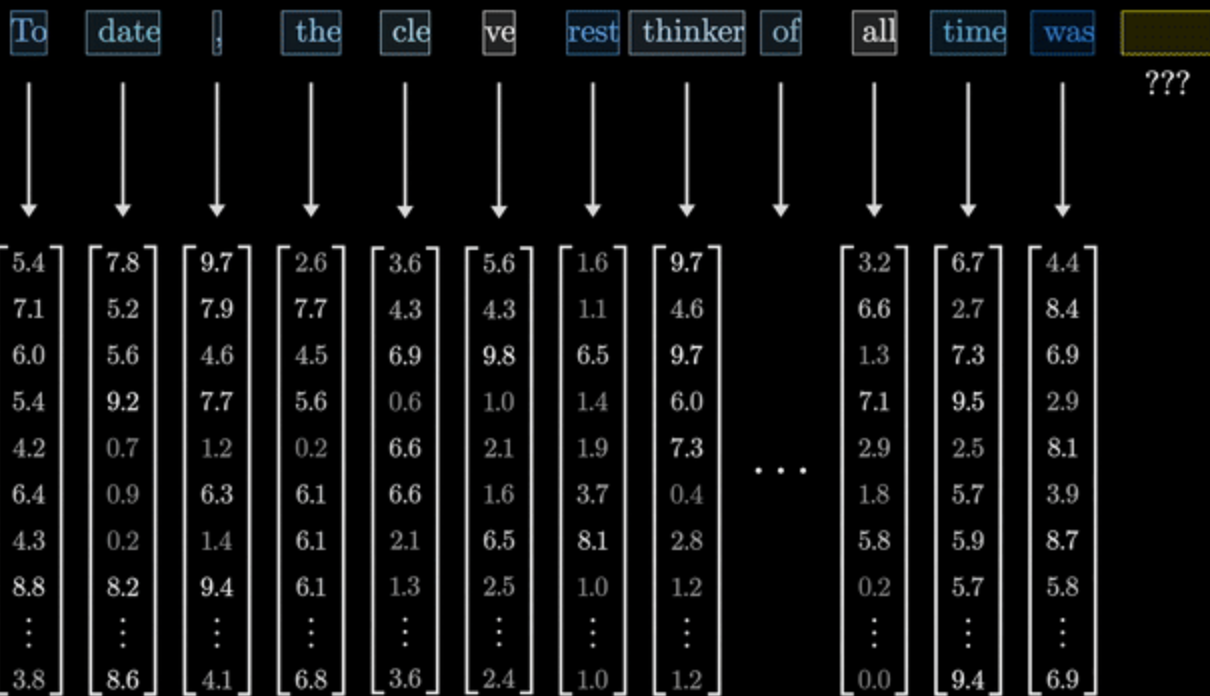 To date , the cle ve rest thinker of all time was
???
5.4 7.8 9.7 2.6 3.6 5.6 1.6 9.7 3.2 6.7 4.4
7.1 5.2 7.9 7.7 4.3 4.3 1.1 4.6 6.6 2.7 8.4
6.0 5.6 4.6 4.5 6.9 9.8 6.5 9.7 1.3 7.3 6.9
5.4 9.2 7.7 5.6 0.6 1.0 1.4 6.0 7.1 9.5 2.9
4.2 0.7 1.2 0.2 6.6 2.1 1.9 7.3 ... 2.9 2.5 8.1
6.4 0.9 6.3 6.1 6.6 1.6 3.7 0.4 1.8 5.7 3.9
4.3 0.2 1.4 6.1 2.1 6.5 8.1 2.8 5.8 5.9 8.7
8.8 8.2 9.4 6.1 1.3 2.5 1.0 1.2 0.2 5.7 5.8
⋮ ⋮ ⋮ ⋮ ⋮ ⋮ ⋮ ⋮ ⋮ ⋮ ⋮
3.8 8.6 4.1 6.8 3.6 2.4 1.0 1.2 0.0 9.4 6.9